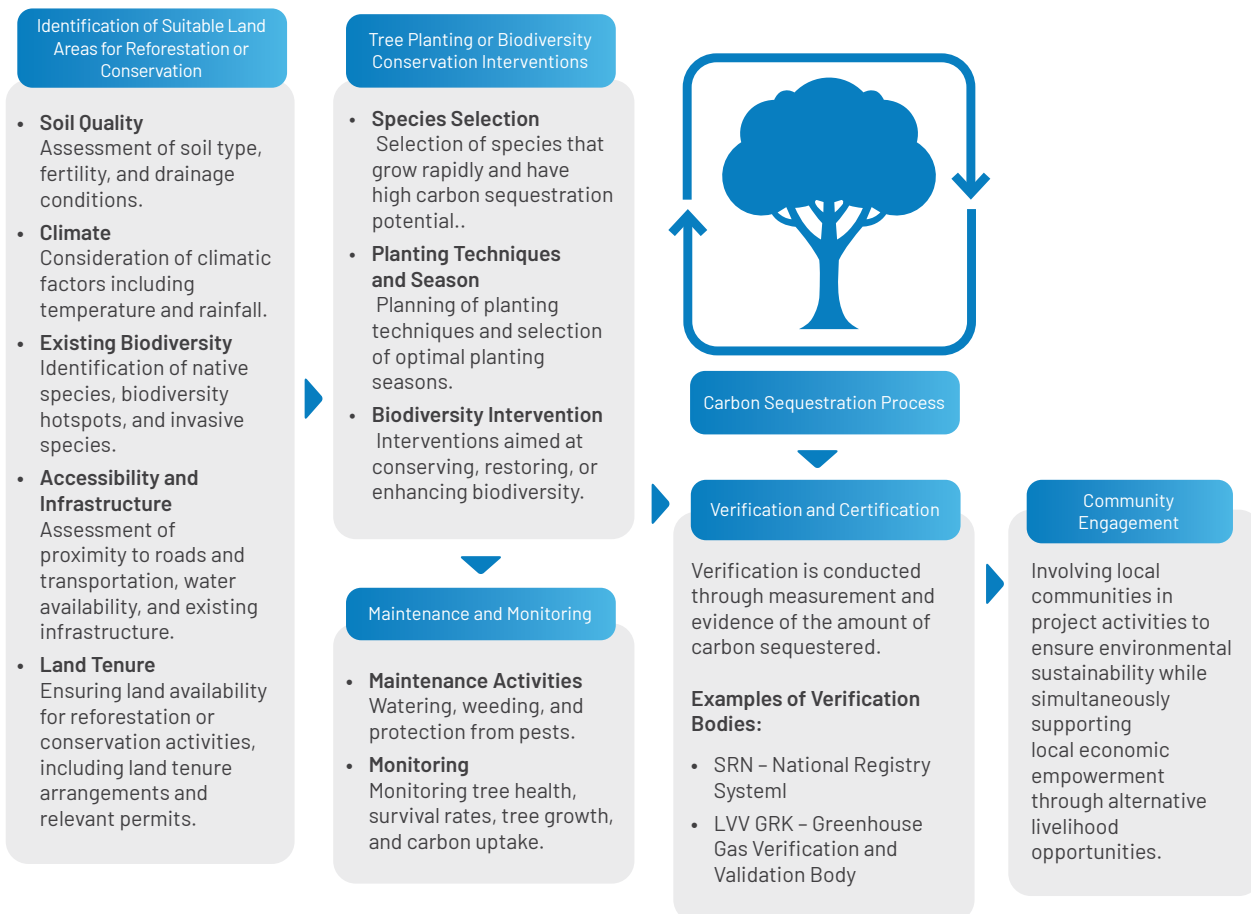 Identification of Suitable Land
Areas for Reforestation or
Conservation
• Soil Quality
Assessment of soil type,
fertility, and drainage
conditions.
• Climate
Consideration of climatic
factors including
temperature and rainfall.
• Existing Biodiversity
Identification of native
species, biodiversity
hotspots, and invasive
species.
• Accessibility and
Infrastructure
Assessment of
proximity to roads and
transportation, water
availability, and existing
infrastructure.
• Land Tenure
Ensuring land availability
for reforestation or
conservation activities,
including land tenure
arrangements and
relevant permits.
Tree Planting or Biodiversity
Conservation Interventions
• Species Selection
Selection of species that
grow rapidly and have
high carbon sequestration
potential..
• Planting Techniques
and Season
Planning of planting
techniques and selection
of optimal planting
seasons.
• Biodiversity Intervention
Interventions aimed at
conserving, restoring, or
enhancing biodiversity.
Maintenance and Monitoring
• Maintenance Activities
Watering, weeding, and
protection from pests.
• Monitoring
Monitoring tree health,
survival rates, tree growth,
and carbon uptake.
Carbon Sequestration Process
Verification and Certification
Verification is conducted
through measurement and
evidence of the amount of
carbon sequestered.
Examples of Verification
Bodies:
• SRN – National Registry
Systeml
• LVV GRK – Greenhouse
Gas Verification and
Validation Body
Community
Engagement
Involving local
communities in
project activities to
ensure environmental
sustainability while
simultaneously
supporting
local economic
empowerment
through alternative
livelihood
opportunities.